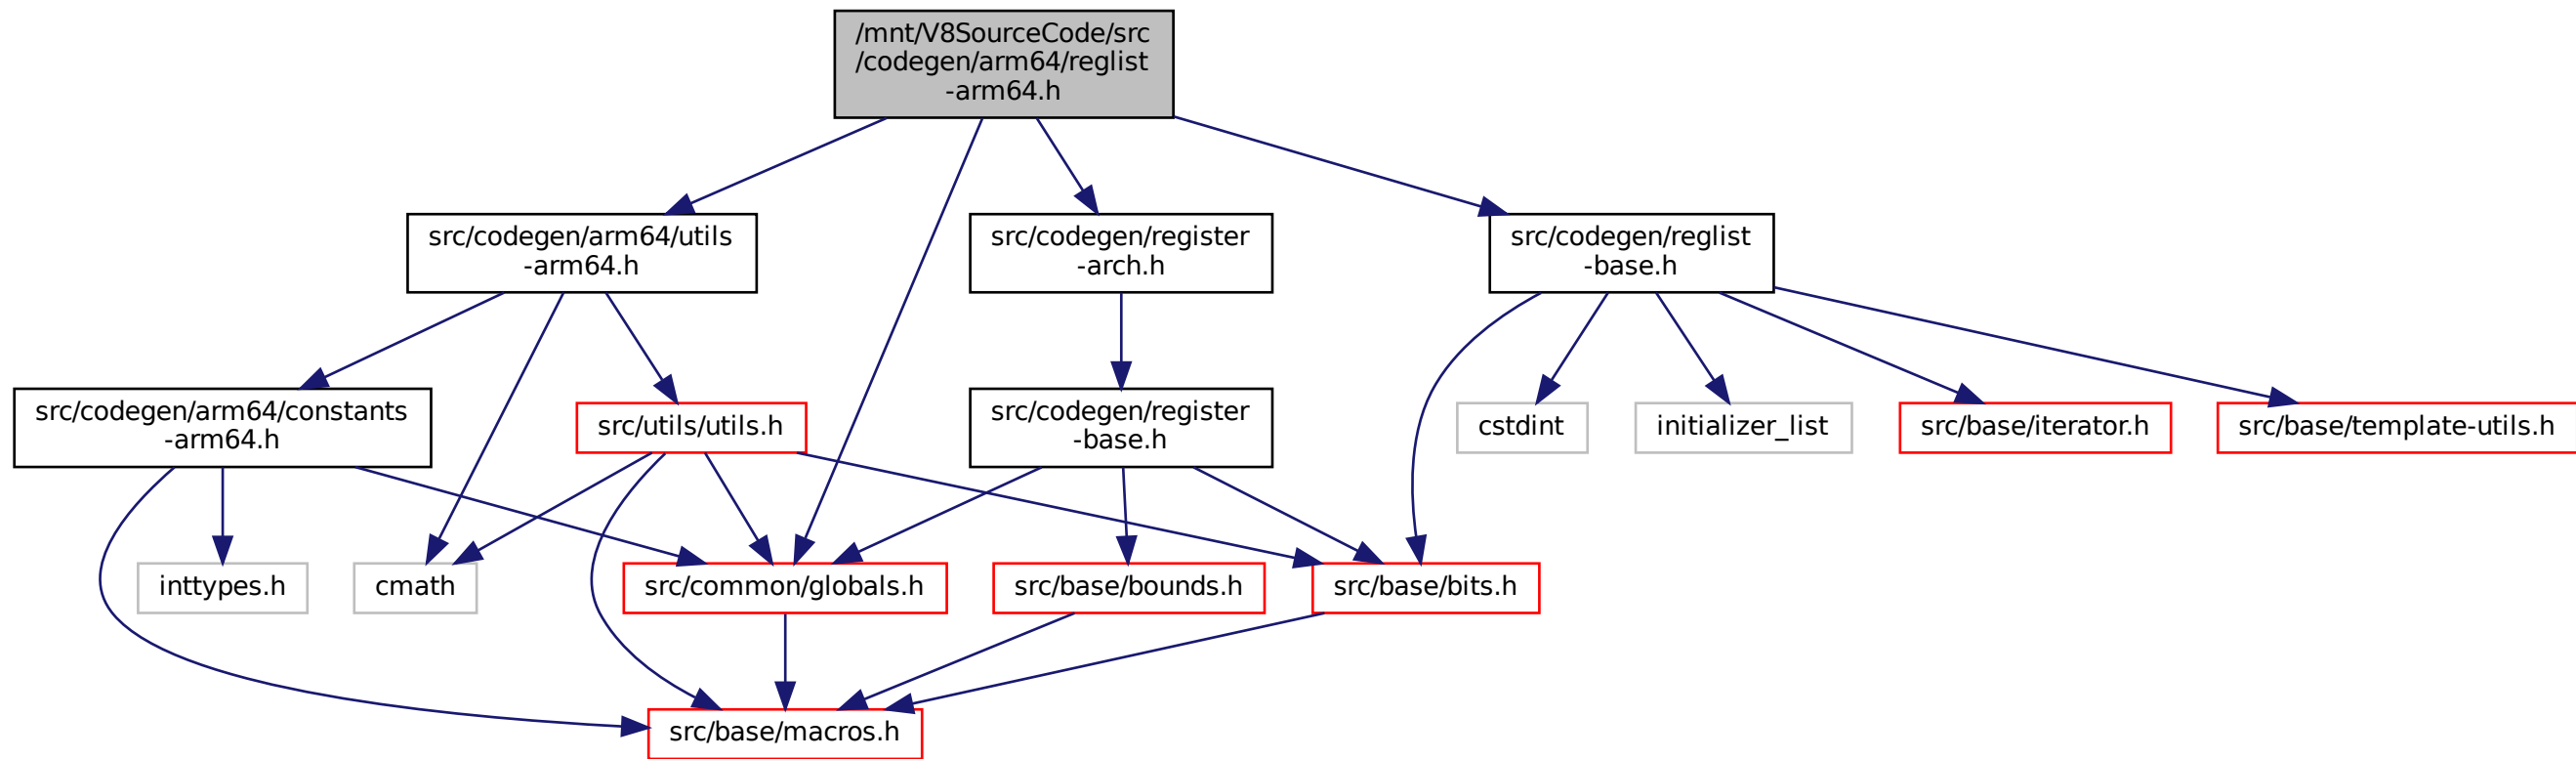 /mnt/V8SourceCode/src
/codegen/arm64/reglist
-arm64.h
src/codegen/arm64/utils
-arm64.h
src/codegen/register
-arch.h
src/codegen/reglist
-base.h
src/codegen/arm64/constants
-arm64.h
src/utils/utils.h
src/codegen/register
-base.h
cstdint
initializer_list
src/base/iterator.h
src/base/template-utils.h
inttypes.h
cmath
src/common/globals.h
src/base/bounds.h
src/base/bits.h
src/base/macros.h